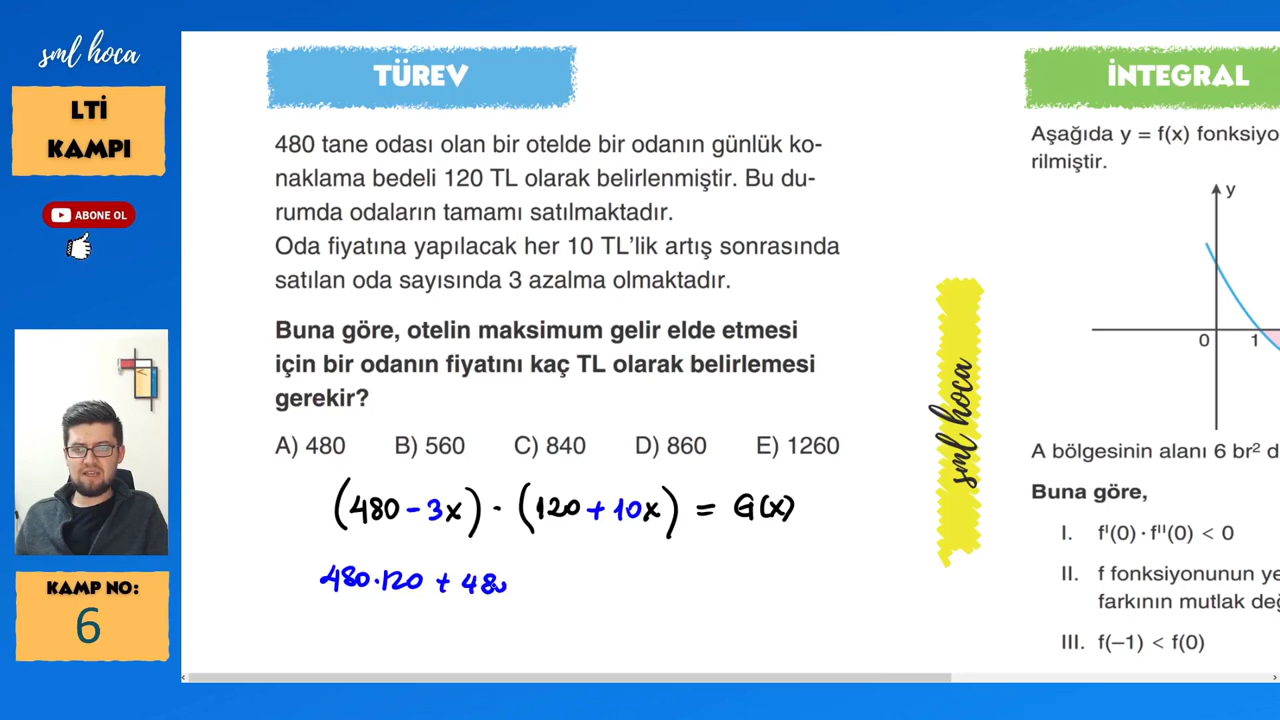 sml hoca
LTİ
KAMPI
ABONE OL
KAMP NO:
6
TÜREV
480 tane odası olan bir otelde bir odanın günlük ko-
naklama bedeli 120 TL olarak belirlenmiştir. Bu du-
rumda odaların tamamı satılmaktadır.
Oda fiyatına yapılacak her 10 TL'lik artış sonrasında
satılan oda sayısında 3 azalma olmaktadır.
Buna göre, otelin maksimum gelir elde etmesi
için bir odanın fiyatını kaç TL olarak belirlemesi
gerekir?
A) 480 B) 560 C) 840 D) 860 E) 1260
(480 - 3x) · (120 + 10x) = G(x)
480·120 + 480
sml hoca
İNTEGRAL
Aşağıda y = f(x) fonksiyo
rilmiştir.
y
0 1
A bölgesinin alanı 6 br² d
Buna göre,
I. fᴵ(0) · fᴵᴵ(0) < 0
II. f fonksiyonunun ye
farkının mutlak değ
III. f(–1) < f(0)